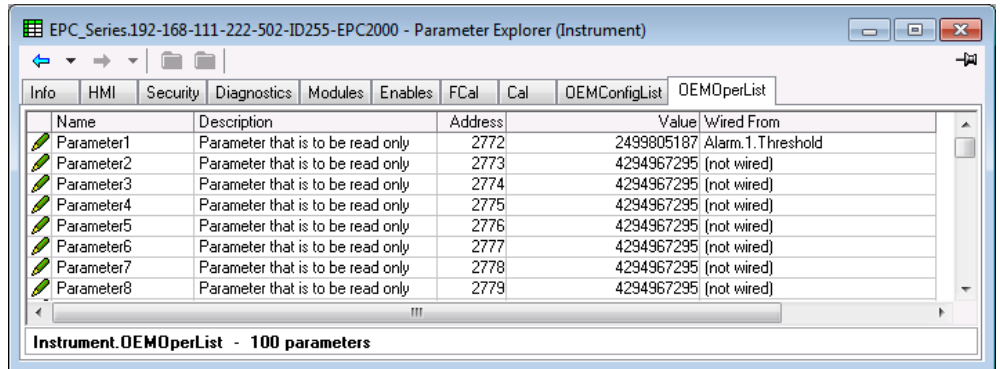 EPC_Series.192-168-111-222-502-ID255-EPC2000 - Parameter Explorer (Instrument)
Info HMI Security Diagnostics Modules Enables FCal Cal OEMConfigList OEMOperList
Name Description Address Value Wired From
Parameter1 Parameter that is to be read only 2772 2499805187 Alarm.1.Threshold
Parameter2 Parameter that is to be read only 2773 4294967295 (not wired)
Parameter3 Parameter that is to be read only 2774 4294967295 (not wired)
Parameter4 Parameter that is to be read only 2775 4294967295 (not wired)
Parameter5 Parameter that is to be read only 2776 4294967295 (not wired)
Parameter6 Parameter that is to be read only 2777 4294967295 (not wired)
Parameter7 Parameter that is to be read only 2778 4294967295 (not wired)
Parameter8 Parameter that is to be read only 2779 4294967295 (not wired)
Instrument.OEMOperList - 100 parameters